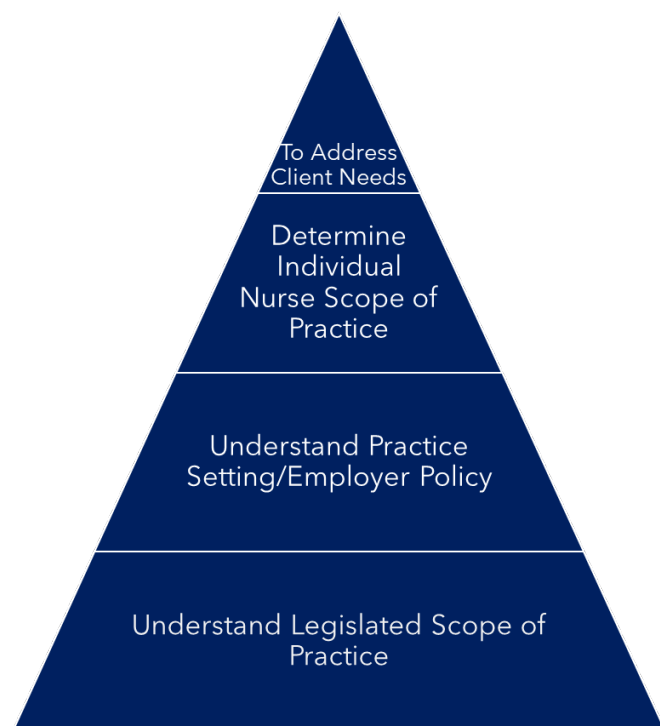 To Address
Client Needs
Determine
Individual
Nurse Scope of
Practice
Understand Practice
Setting/Employer Policy
Understand Legislated Scope of
Practice